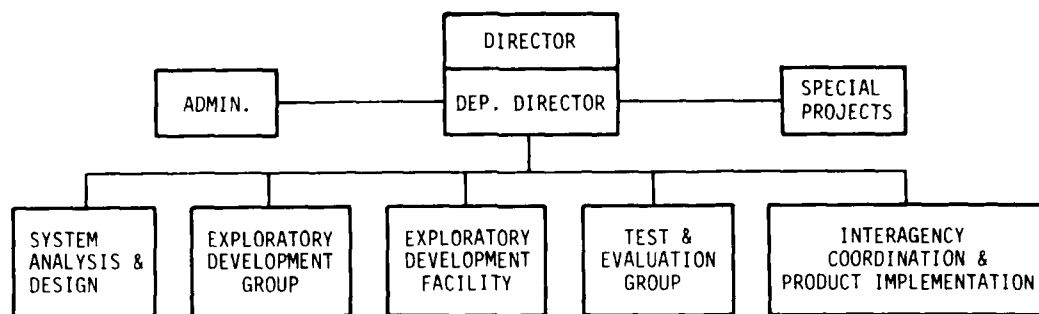 DIRECTOR
DEP. DIRECTOR
ADMIN.
SPECIAL
PROJECTS
SYSTEM
ANALYSIS &
DESIGN
EXPLORATORY
DEVELOPMENT
GROUP
EXPLORATORY
DEVELOPMENT
FACILITY
TEST &
EVALUATION
GROUP
INTERAGENCY
COORDINATION &
PRODUCT IMPLEMENTATION